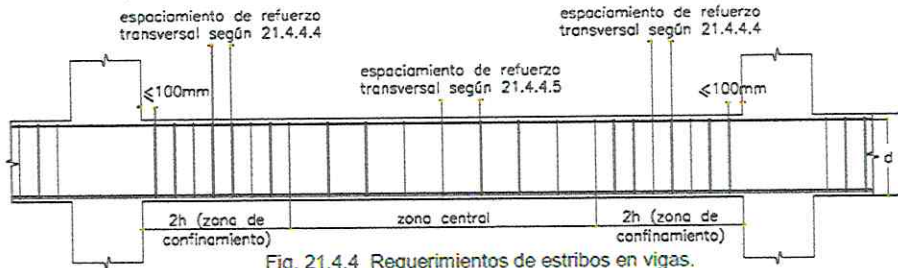 espaciamiento de refuerzo
transversal según 21.4.4.4
espaciamiento de refuerzo
transversal según 21.4.4.4
espaciamiento de refuerzo
transversal según 21.4.4.5
≤100mm
≤100mm
d
2h (zona de
confinamiento)
zona central
2h (zona de
confinamiento)
Fig. 21.4.4 Requerimientos de estribos en vigas.